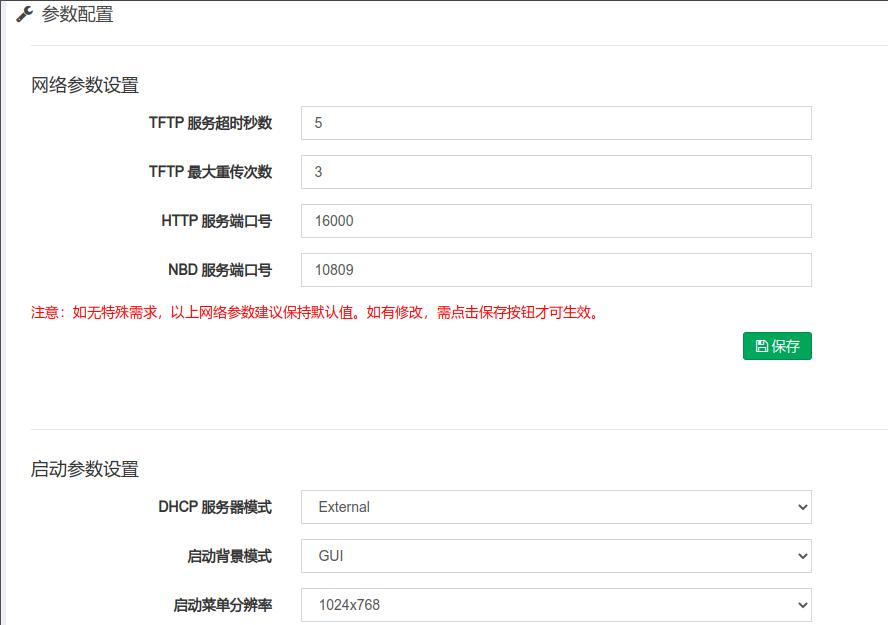 参数配置
网络参数设置
TFTP 服务超时秒数 5
TFTP 最大重传次数 3
HTTP 服务端口号 16000
NBD 服务端口号 10809
注意：如无特殊需求，以上网络参数建议保持默认值。如有修改，需点击保存按钮才可生效。
保存
启动参数设置
DHCP 服务器模式 External
启动背景模式 GUI
启动菜单分辨率 1024x768